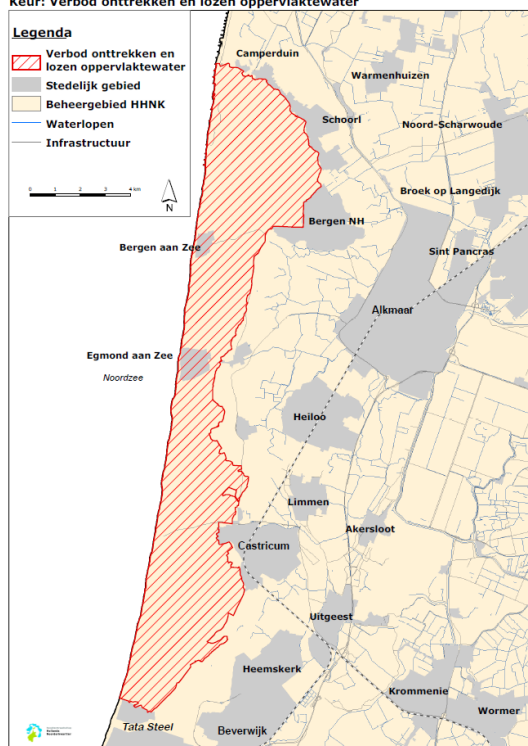 Keur: Verbod onttrekken en lozen oppervlaktewater
Legenda
Verbod onttrekken en
lozen oppervlaktewater
Stedelijk gebied
Beheergebied HHNK
Waterlopen
Infrastructuur
0 1 2 3 4 km
N
Camperduin
Warmenhuizen
Schoorl
Noord-Scharwoude
Broek op Langedijk
Bergen NH
Bergen aan Zee
Sint Pancras
Alkmaar
Egmond aan Zee
Noordzee
Heiloo
Limmen
Akersloot
Castricum
Uitgeest
Heemskerk
Krommenie
Wormer
Tata Steel
Beverwijk